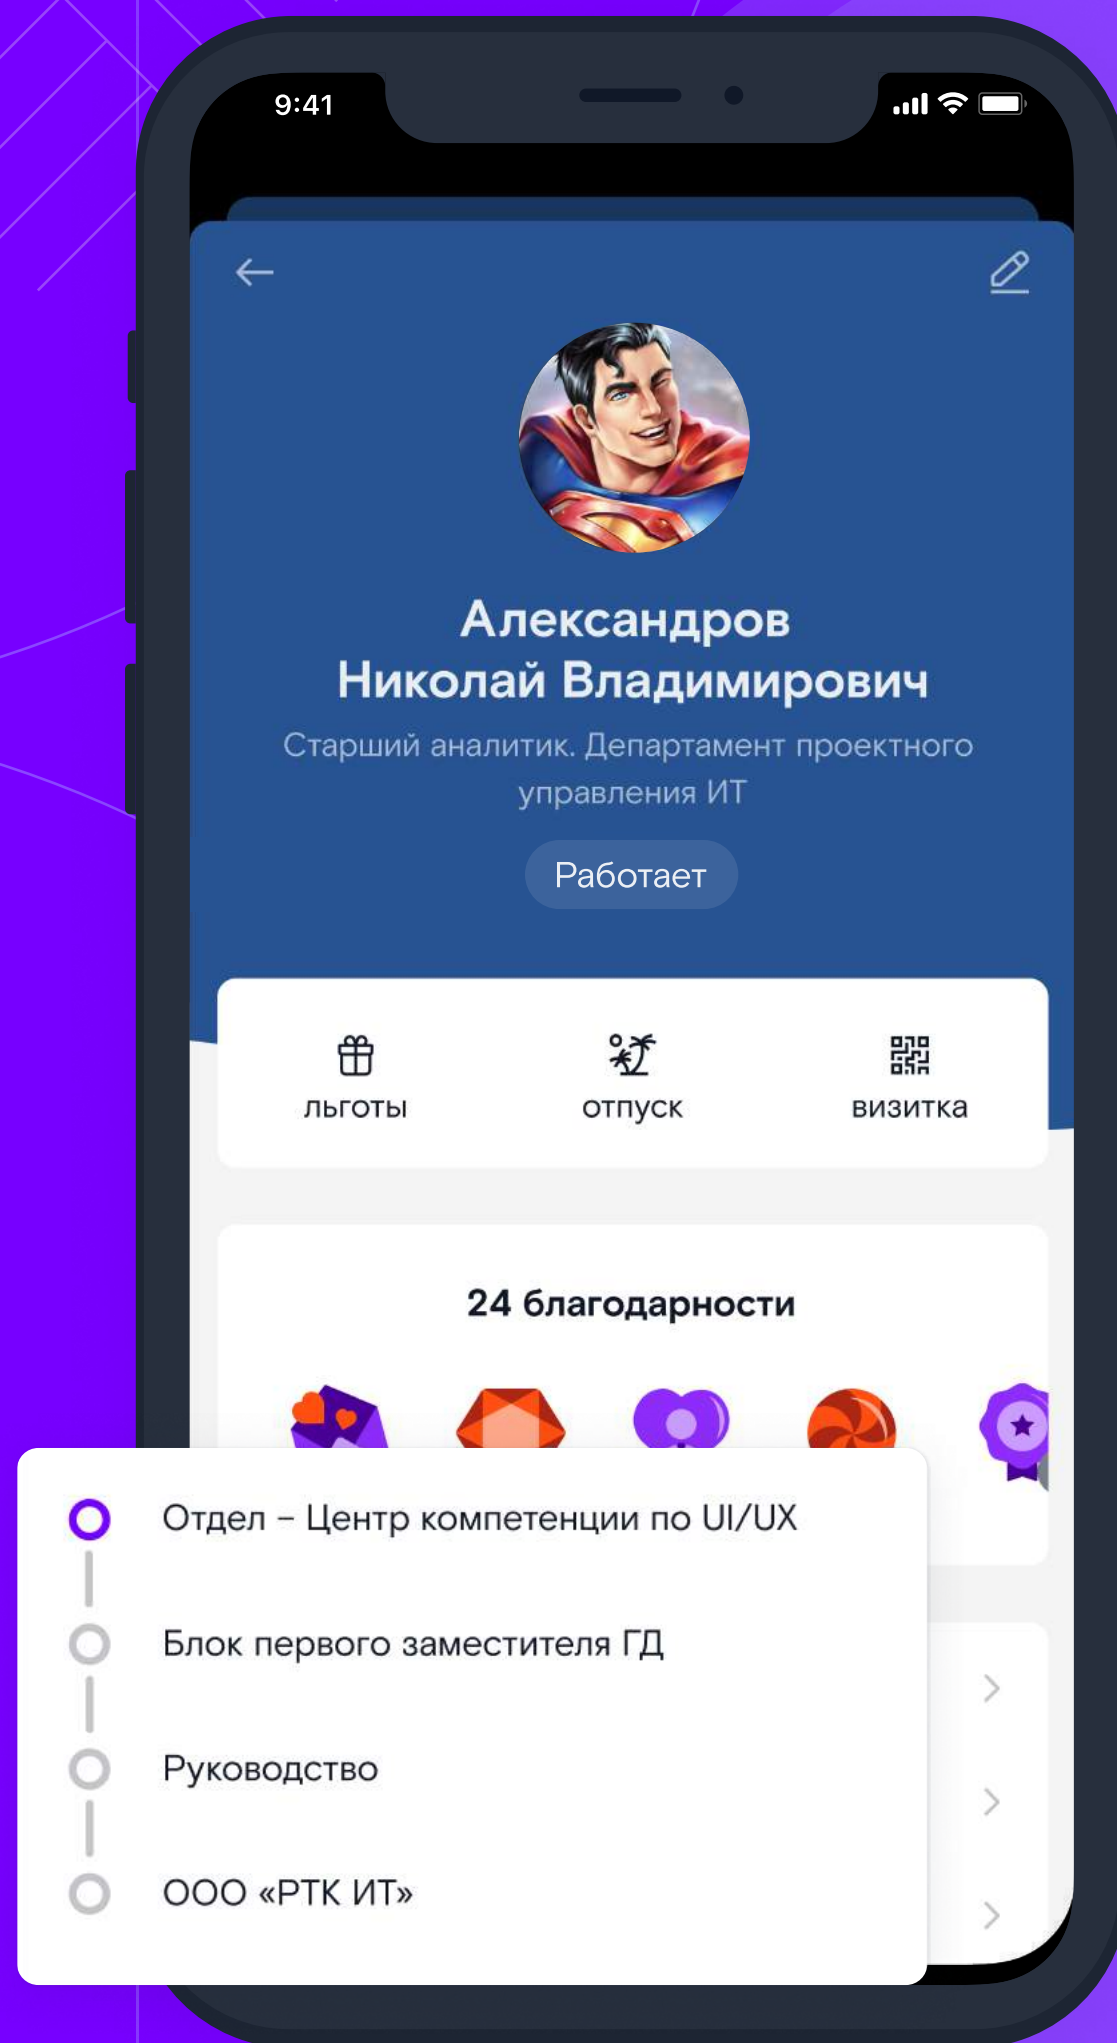 9:41
Александров
Николай Владимирович
Старший аналитик. Департамент проектного
управления ИТ
Работает
льготы
отпуск
визитка
24 благодарности
Отдел – Центр компетенции по UI/UX
Блок первого заместителя ГД
Руководство
ООО «РТК ИТ»